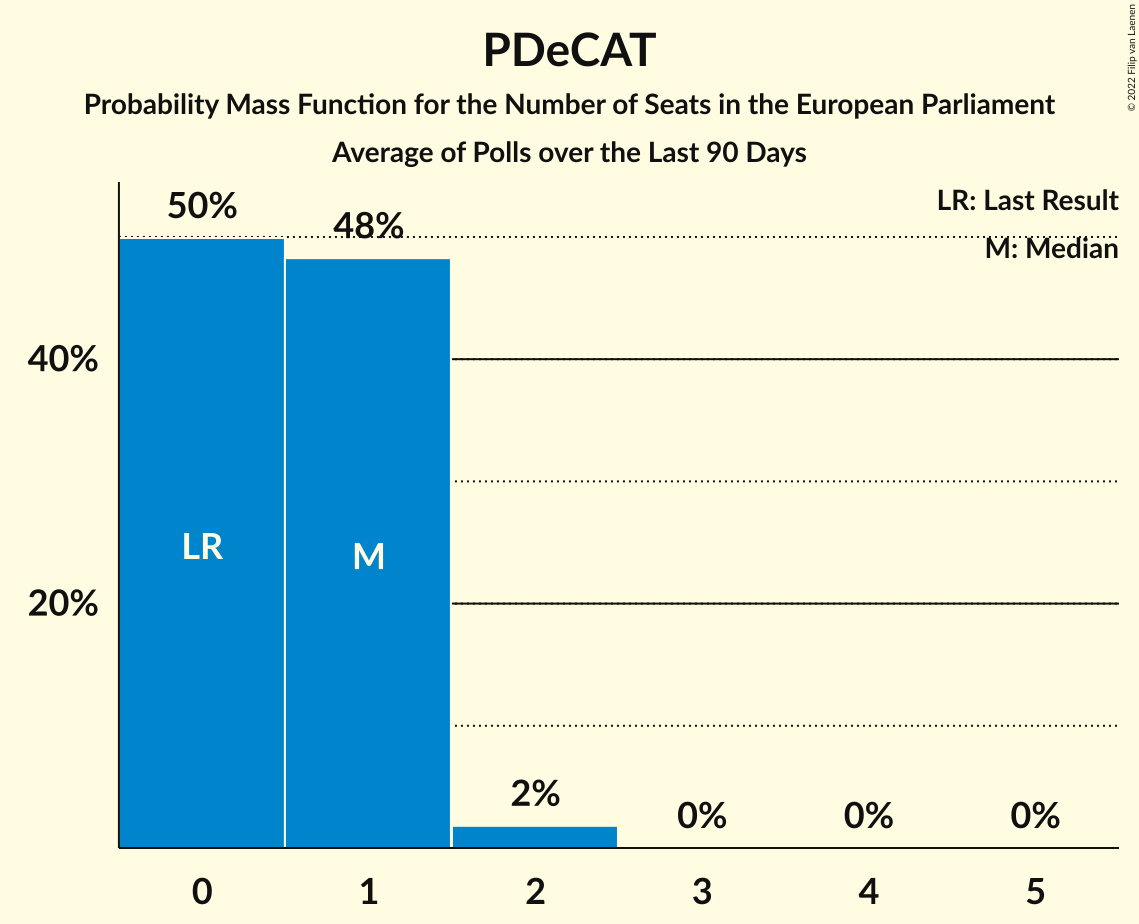 PDeCAT
Probability Mass Function for the Number of Seats in the European Parliament
Average of Polls over the Last 90 Days
© 2022 Filip van Laenen
LR: Last Result
M: Median
50%
48%
40%
20%
LR
M
2%
0%
0%
0%
0
1
2
3
4
5